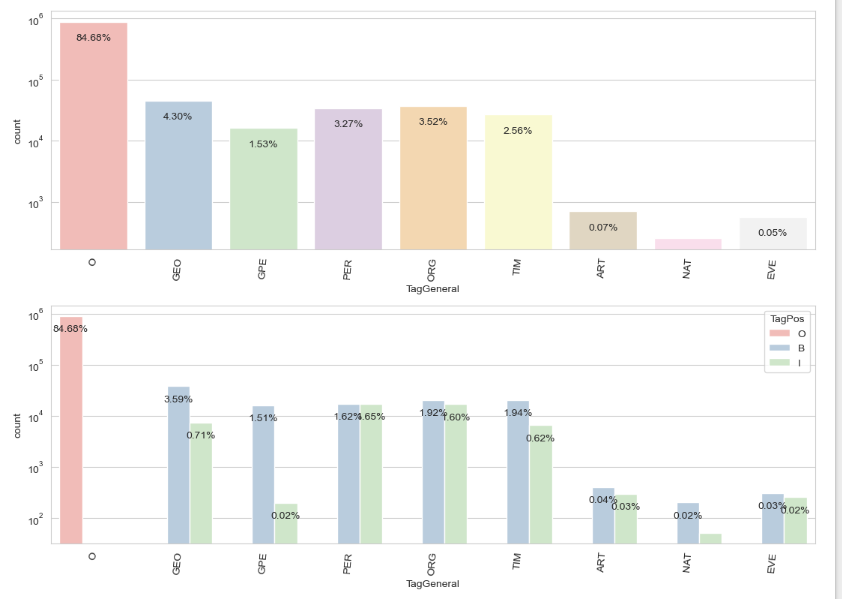 10^6
84.68%
10^5
4.30%
3.52%
3.27%
2.56%
count
10^4
1.53%
10^3
0.07%
0.05%
O GEO GPE PER ORG TIM ART NAT EVE
TagGeneral
10^6
TagPos
84.68%
O
B
10^5
I
3.59%
1.51% 1.62% 1.65% 1.92% 1.60% 1.94%
count
10^4
0.71%
0.62%
10^3
0.04% 0.03% 0.03% 0.02%
10^2
0.02% 0.02%
O GEO GPE PER ORG TIM ART NAT EVE
TagGeneral